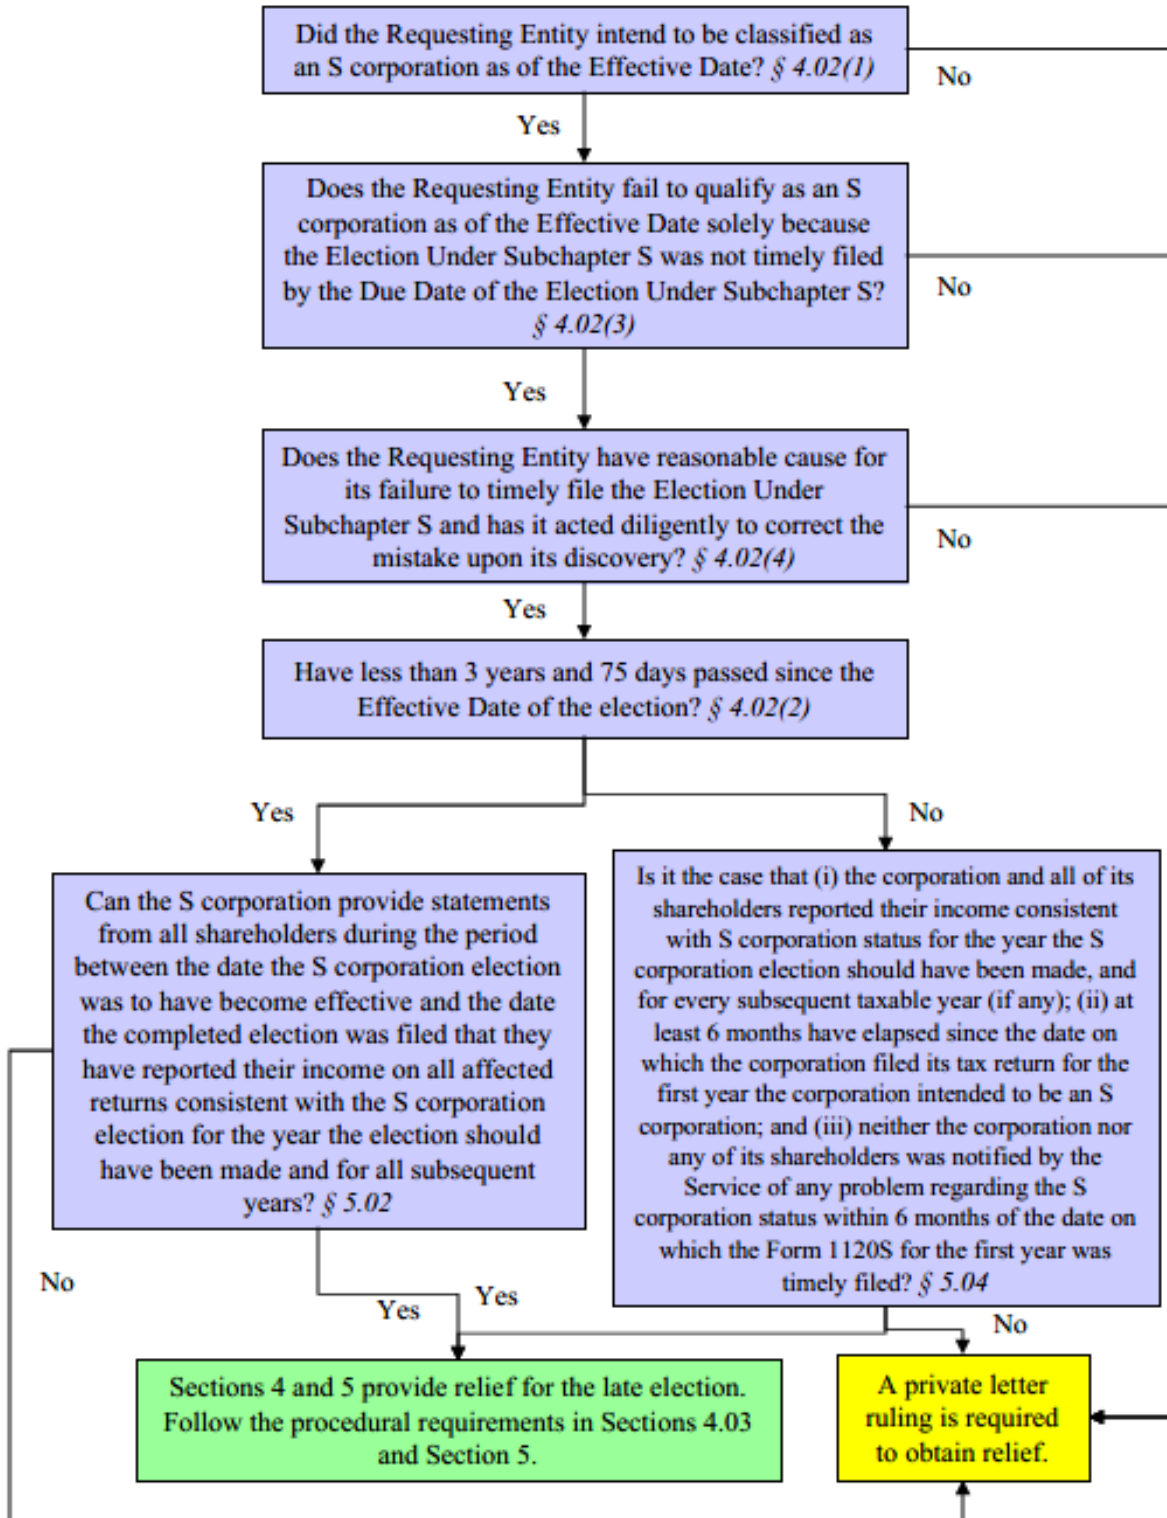 Did the Requesting Entity intend to be classified as
an S corporation as of the Effective Date? § 4.02(1)
No
Yes
Does the Requesting Entity fail to qualify as an S
corporation as of the Effective Date solely because
the Election Under Subchapter S was not timely filed
by the Due Date of the Election Under Subchapter S?
§ 4.02(3)
No
Yes
Does the Requesting Entity have reasonable cause for
its failure to timely file the Election Under
Subchapter S and has it acted diligently to correct the
mistake upon its discovery? § 4.02(4)
No
Yes
Have less than 3 years and 75 days passed since the
Effective Date of the election? § 4.02(2)
Yes
No
Can the S corporation provide statements
from all shareholders during the period
between the date the S corporation election
was to have become effective and the date
the completed election was filed that they
have reported their income on all affected
returns consistent with the S corporation
election for the year the election should
have been made and for all subsequent
years? § 5.02
Is it the case that (i) the corporation and all of its
shareholders reported their income consistent
with S corporation status for the year the S
corporation election should have been made, and
for every subsequent taxable year (if any); (ii) at
least 6 months have elapsed since the date on
which the corporation filed its tax return for the
first year the corporation intended to be an S
corporation; and (iii) neither the corporation nor
any of its shareholders was notified by the
Service of any problem regarding the S
corporation status within 6 months of the date on
which the Form 1120S for the first year was
timely filed? § 5.04
No
Yes
Yes
No
Sections 4 and 5 provide relief for the late election.
Follow the procedural requirements in Sections 4.03
and Section 5.
A private letter
ruling is required
to obtain relief.